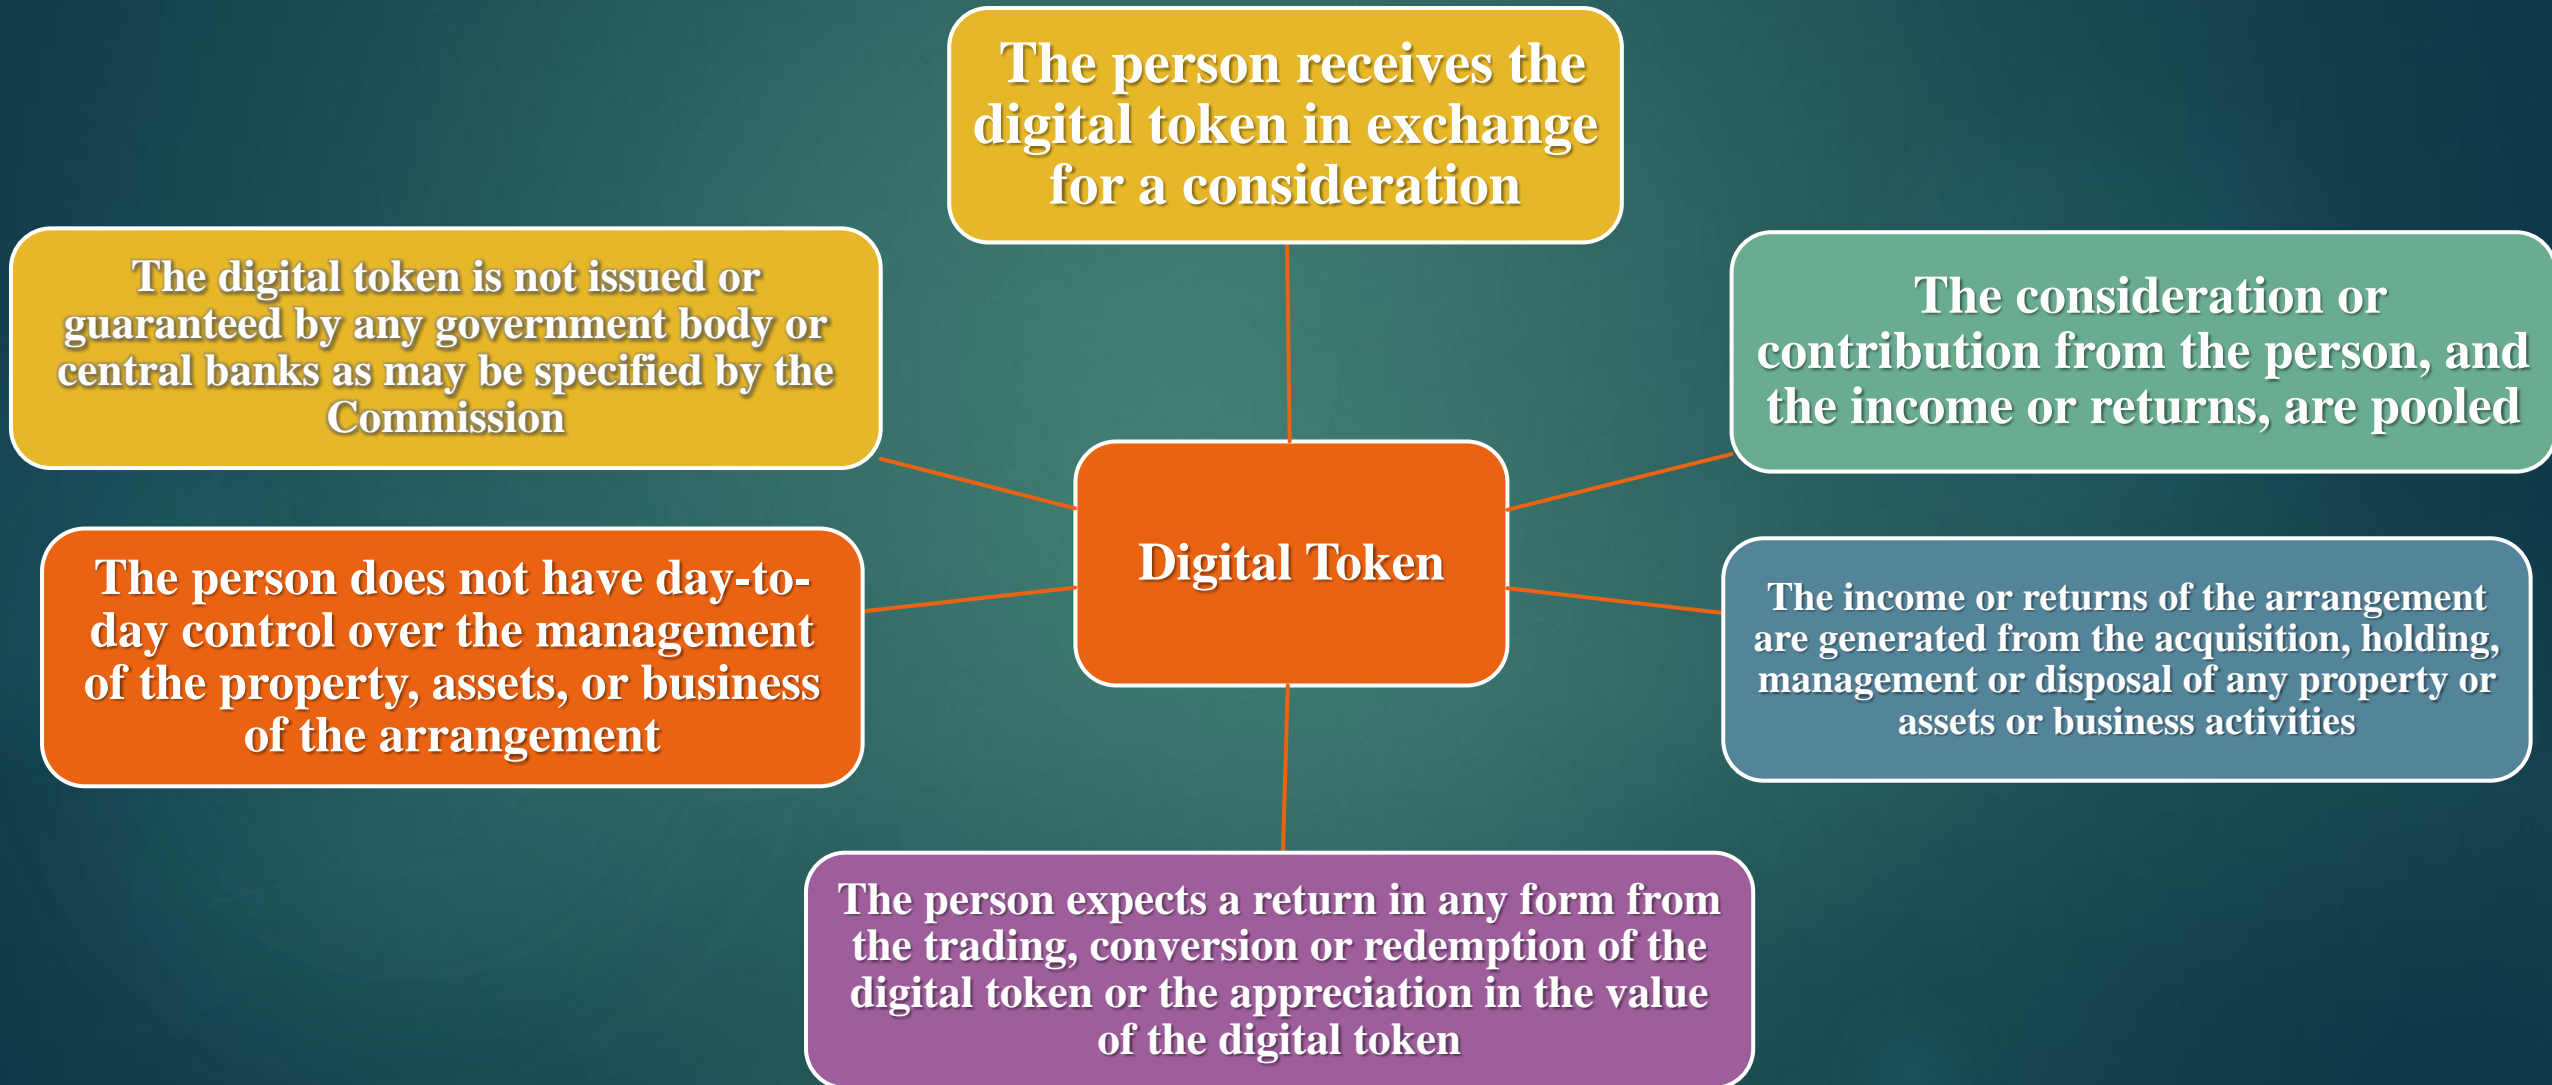 The person receives the
digital token in exchange
for a consideration
The digital token is not issued or
guaranteed by any government body or
central banks as may be specified by the
Commission
The consideration or
contribution from the person, and
the income or returns, are pooled
Digital Token
The person does not have day-to-
day control over the management
of the property, assets, or business
of the arrangement
The income or returns of the arrangement
are generated from the acquisition, holding,
management or disposal of any property or
assets or business activities
The person expects a return in any form from
the trading, conversion or redemption of the
digital token or the appreciation in the value
of the digital token